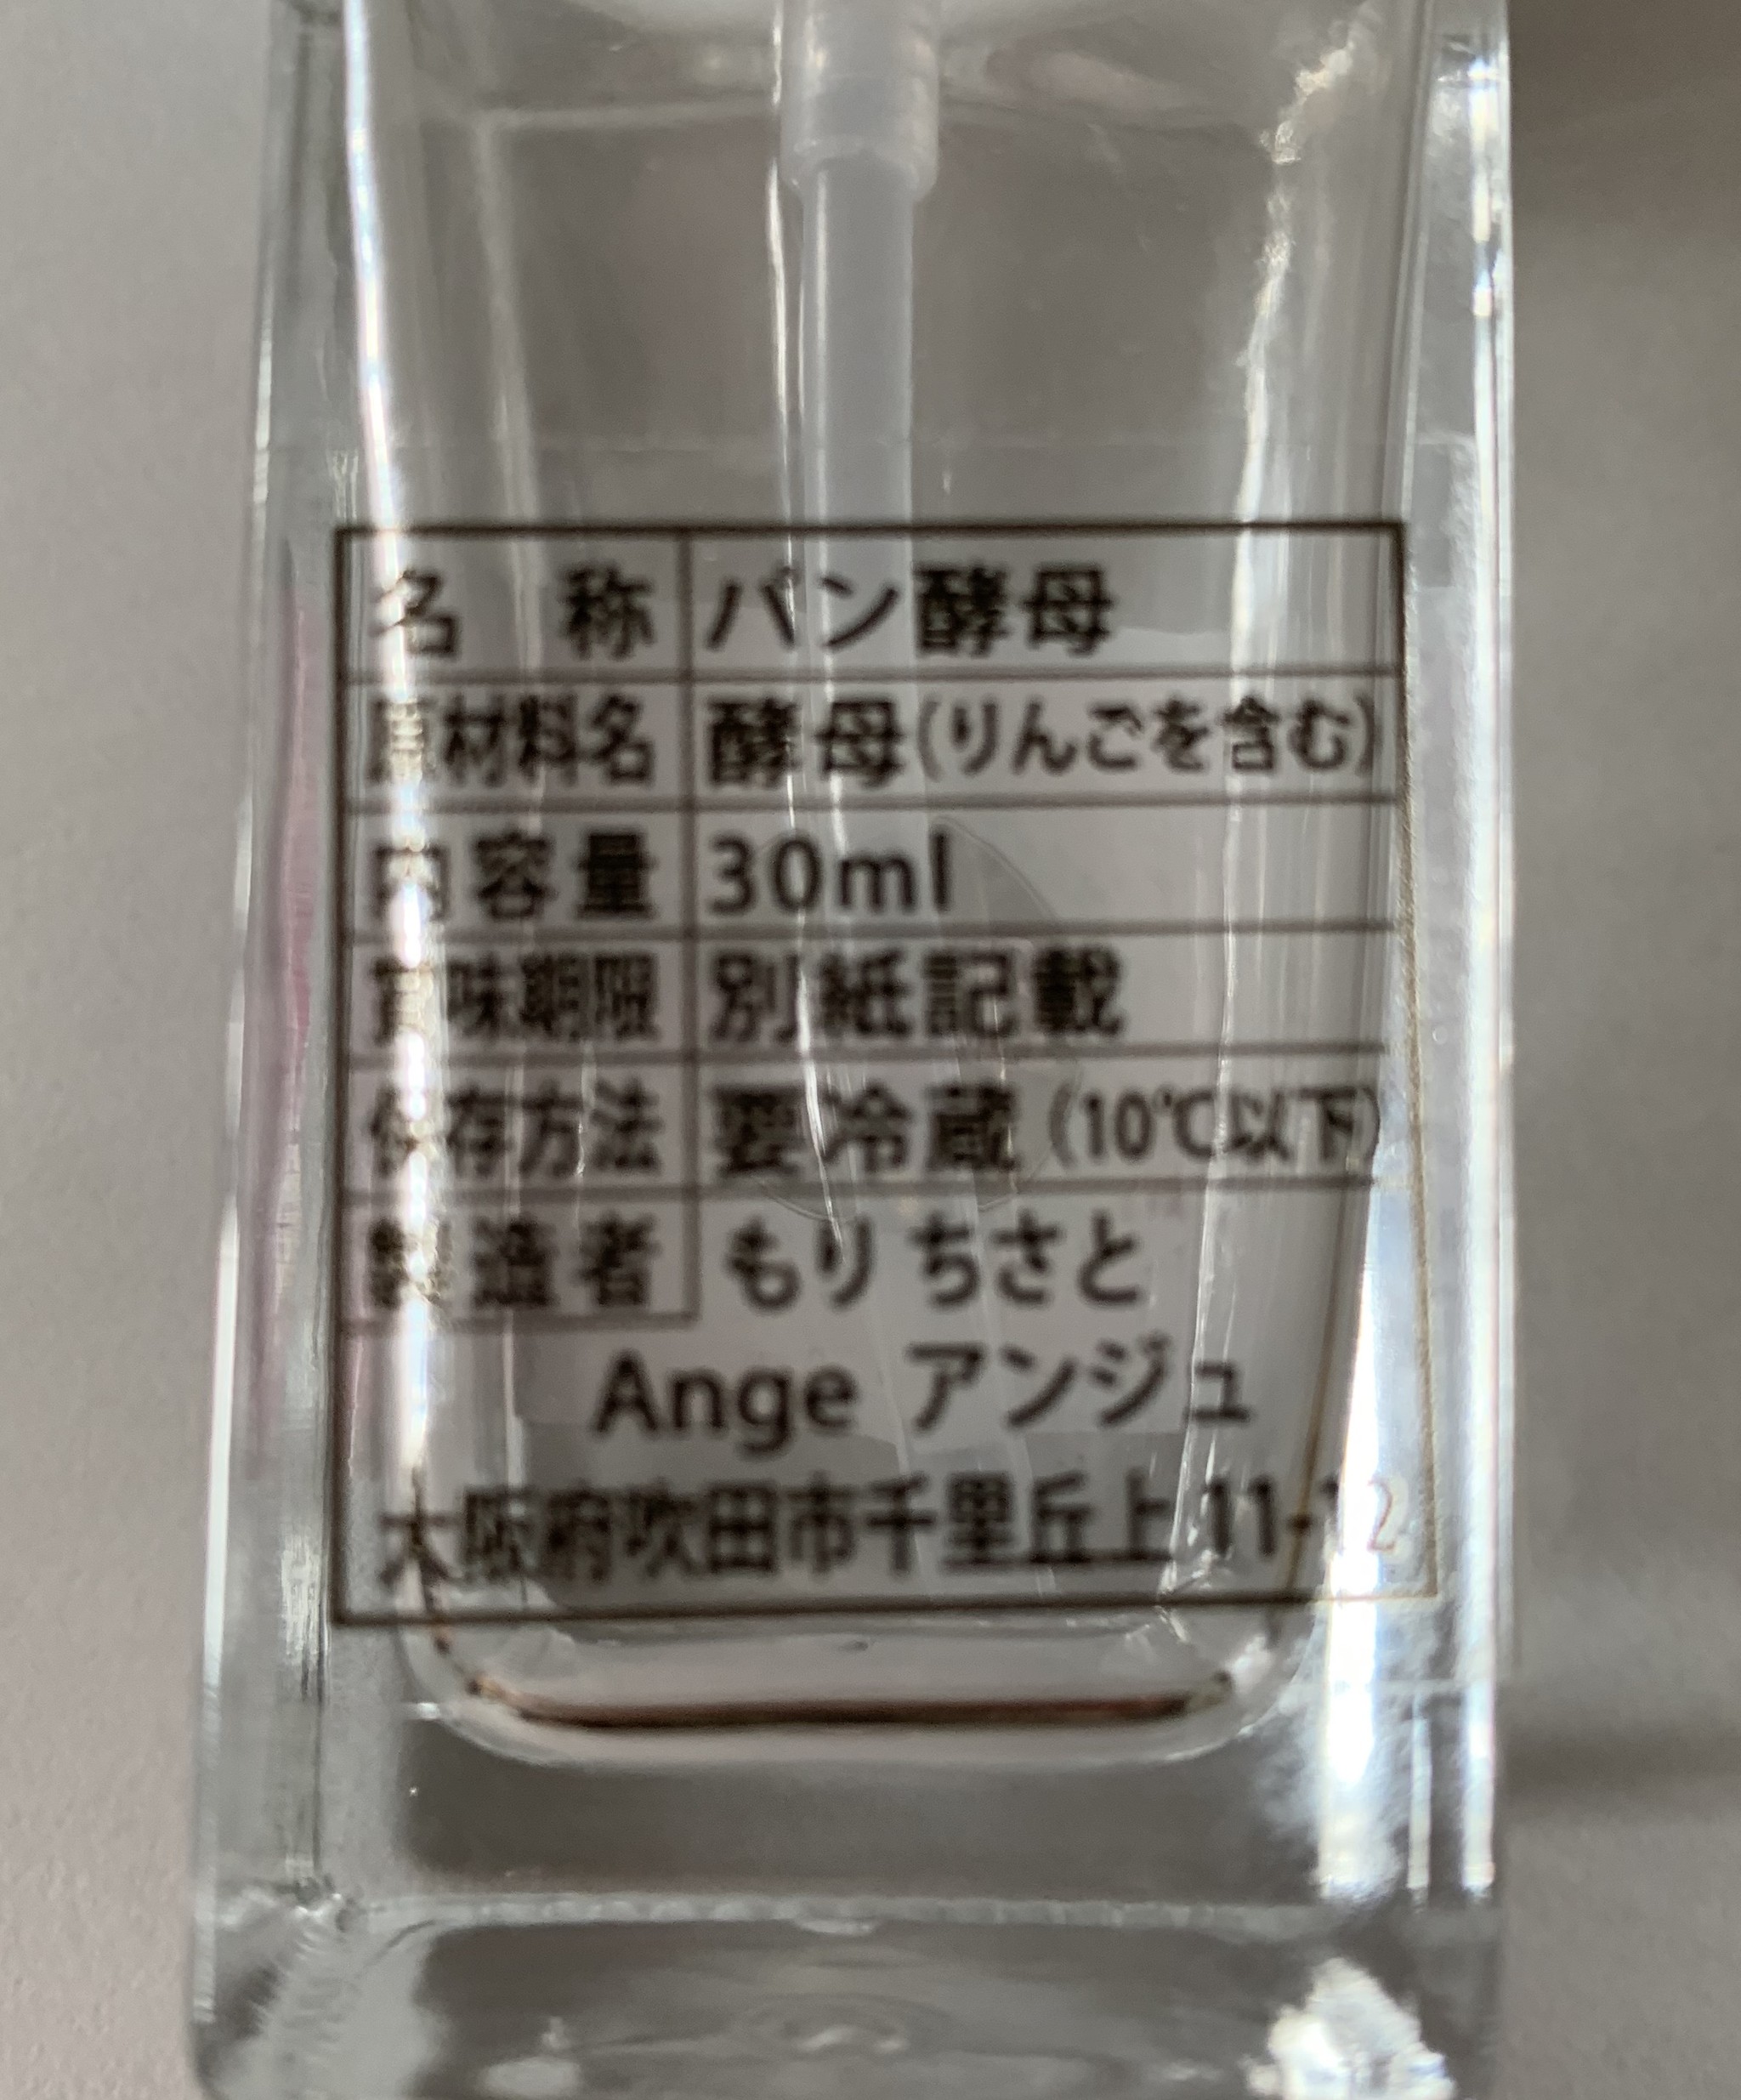 名称 パン酵母
原材料名 酵母(りんごを含む)
内容量 30ml
賞味期限 別紙記載
保存方法 要冷蔵(10℃以下)
製造者 もり ちさと
Ange アンジュ
大阪府吹田市千里丘上 11-12